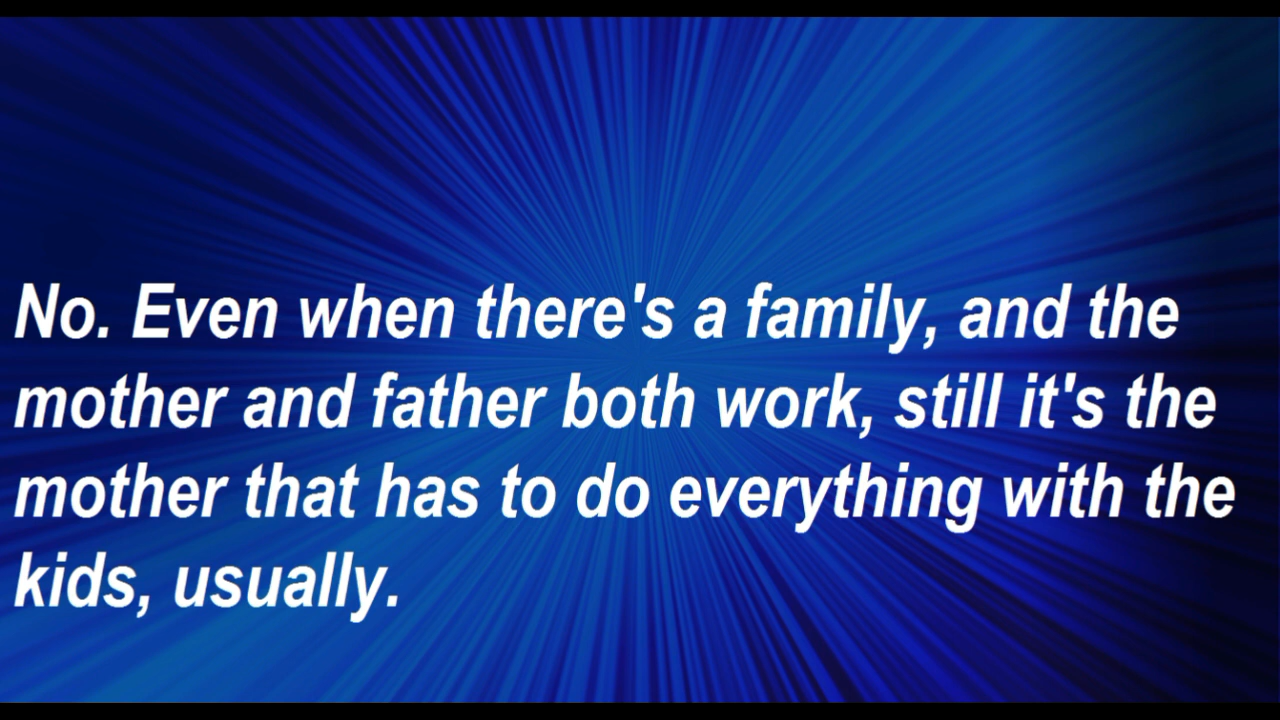 No. Even when there's a family, and the
mother and father both work, still it's the
mother that has to do everything with the
kids, usually.